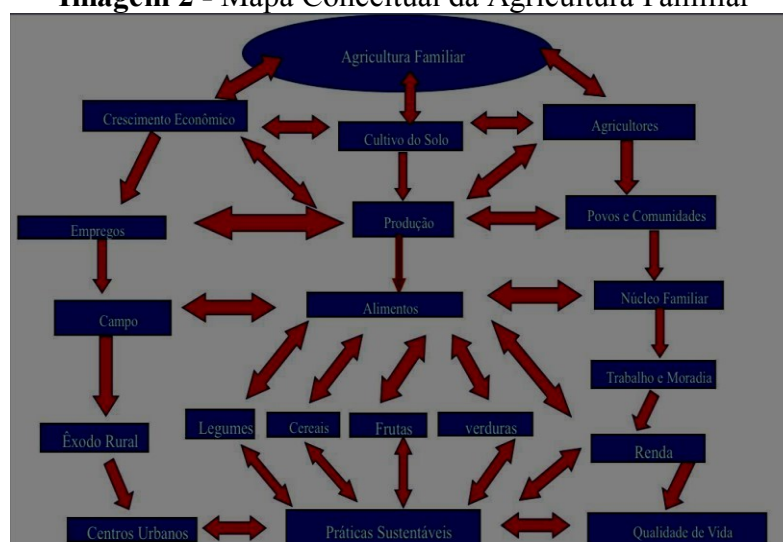 Imagem 2 - Mapa Conceitual da Agricultura Familiar
Agricultura Familiar
Crescimento Econômico
Cultivo do Solo
Agricultores
Empregos
Produção
Povos e Comunidades
Campo
Alimentos
Núcleo Familiar
Trabalho e Moradia
Legumes
Cereais
Frutas
verduras
Êxodo Rural
Renda
Centros Urbanos
Práticas Sustentáveis
Qualidade de Vida